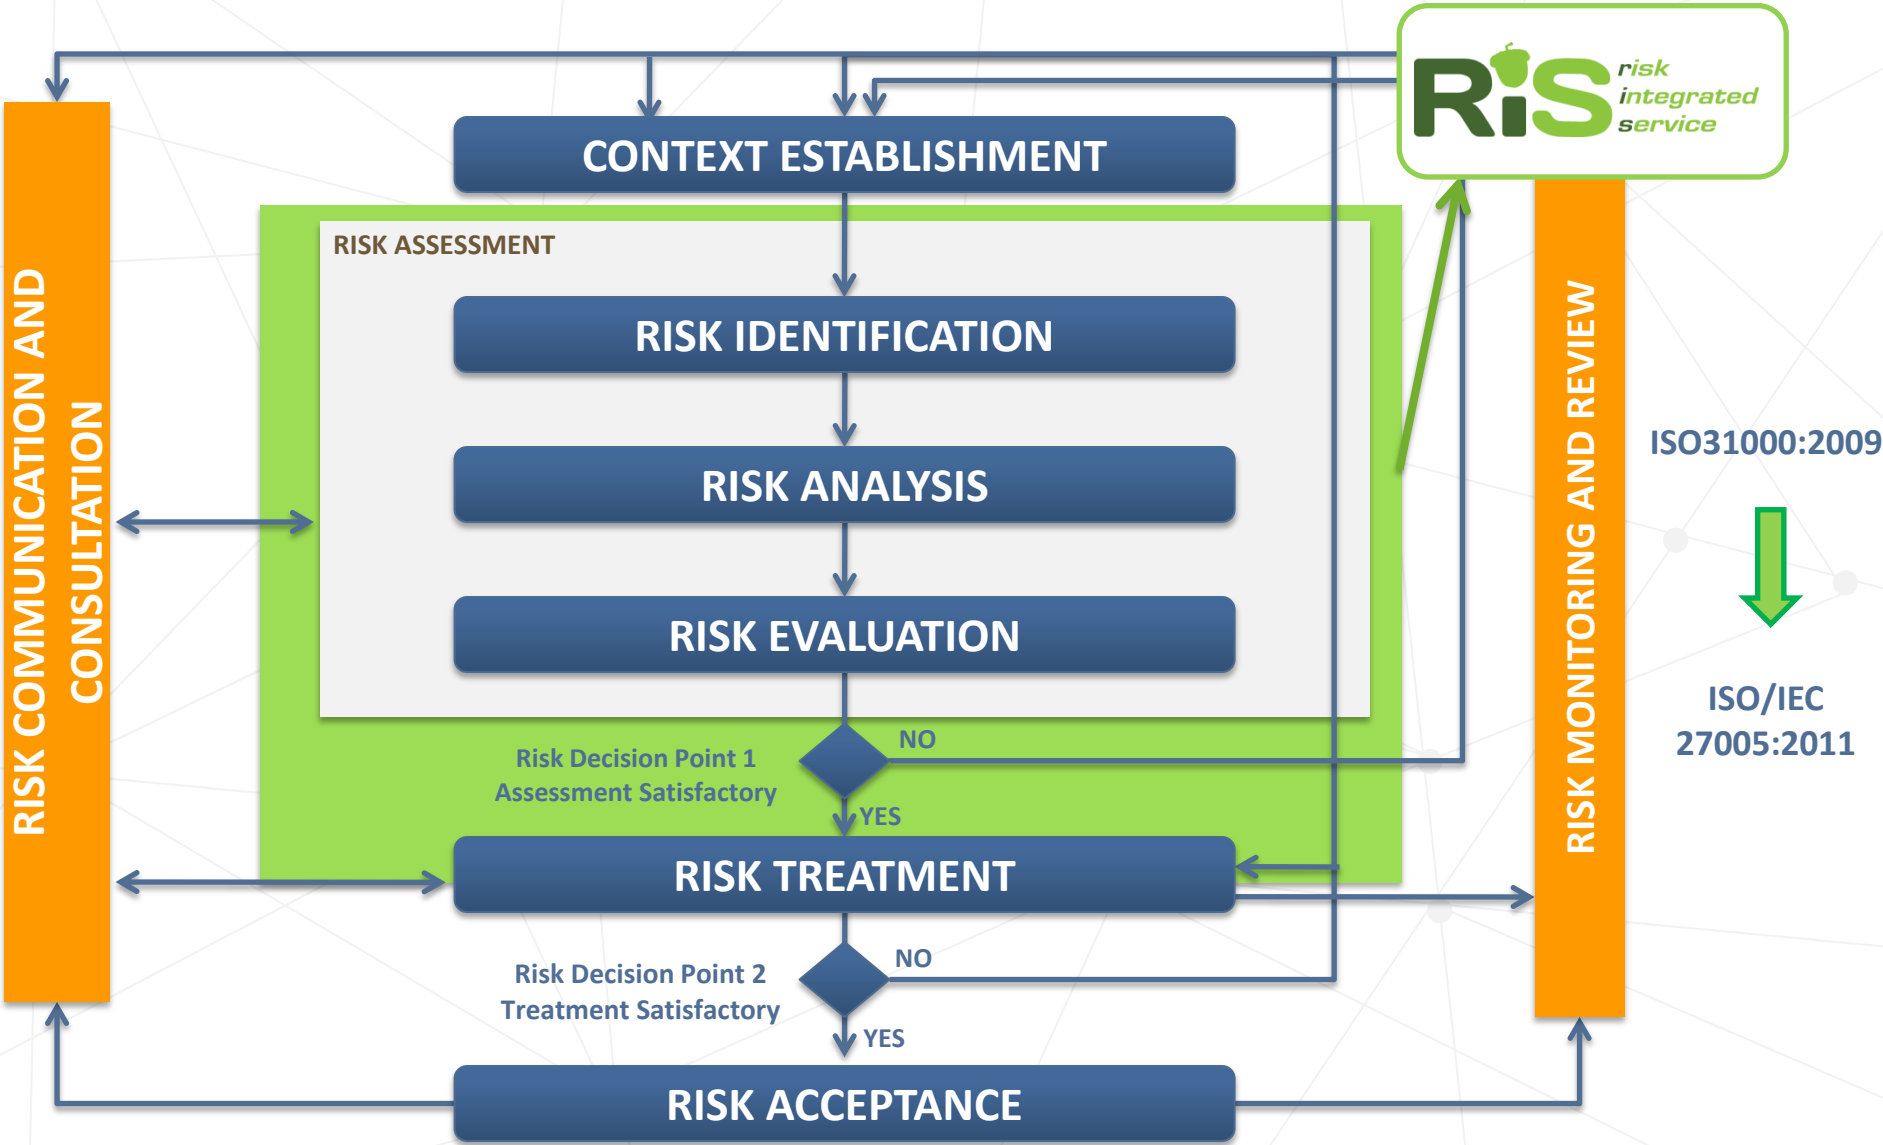 RiS
risk
integrated
service
CONTEXT ESTABLISHMENT
RISK ASSESSMENT
RISK IDENTIFICATION
RISK ANALYSIS
RISK EVALUATION
NO
Risk Decision Point 1
Assessment Satisfactory
YES
RISK TREATMENT
NO
Risk Decision Point 2
Treatment Satisfactory
YES
RISK ACCEPTANCE
RISK COMMUNICATION AND
CONSULTATION
RISK MONITORING AND REVIEW
ISO31000:2009
ISO/IEC
27005:2011